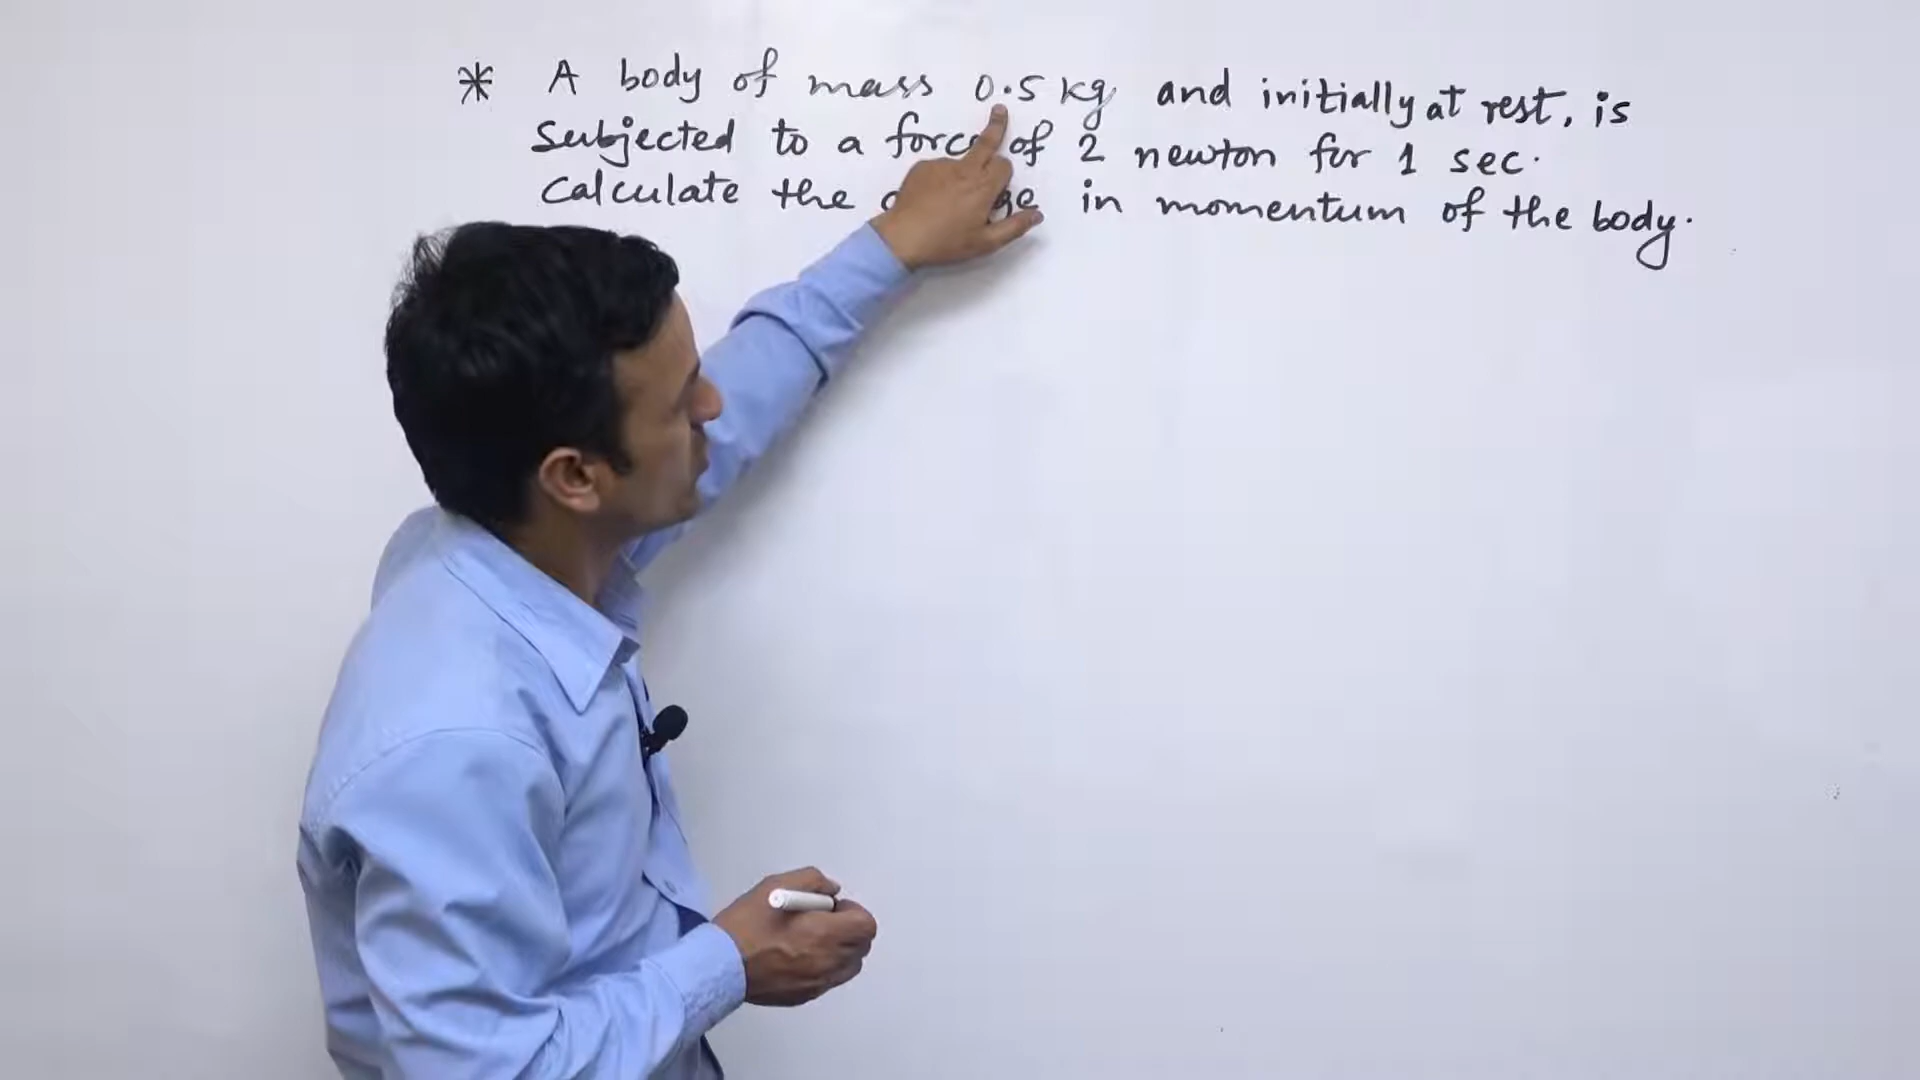 * A body of mass 0.5 kg and initially at rest, is
Subjected to a force of 2 newton for 1 sec.
Calculate the in momentum of the body.